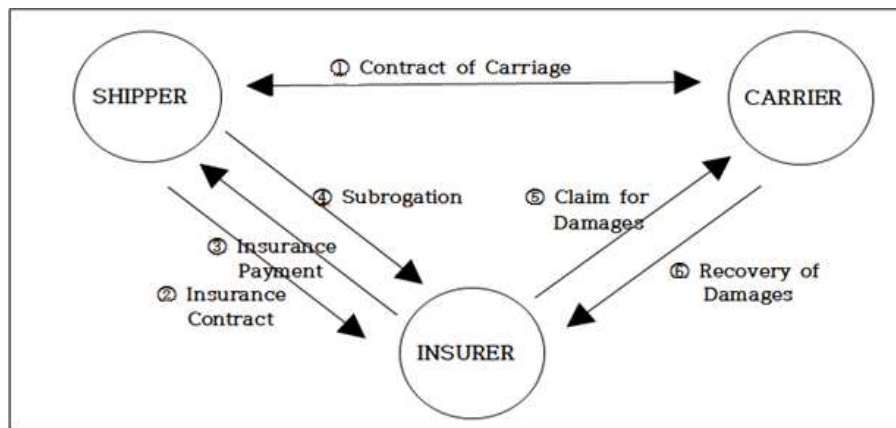 ① Contract of Carriage
SHIPPER
CARRIER
④ Subrogation
⑤ Claim for
Damages
③ Insurance
Payment
② Insurance
Contract
⑥ Recovery of
Damages
INSURER